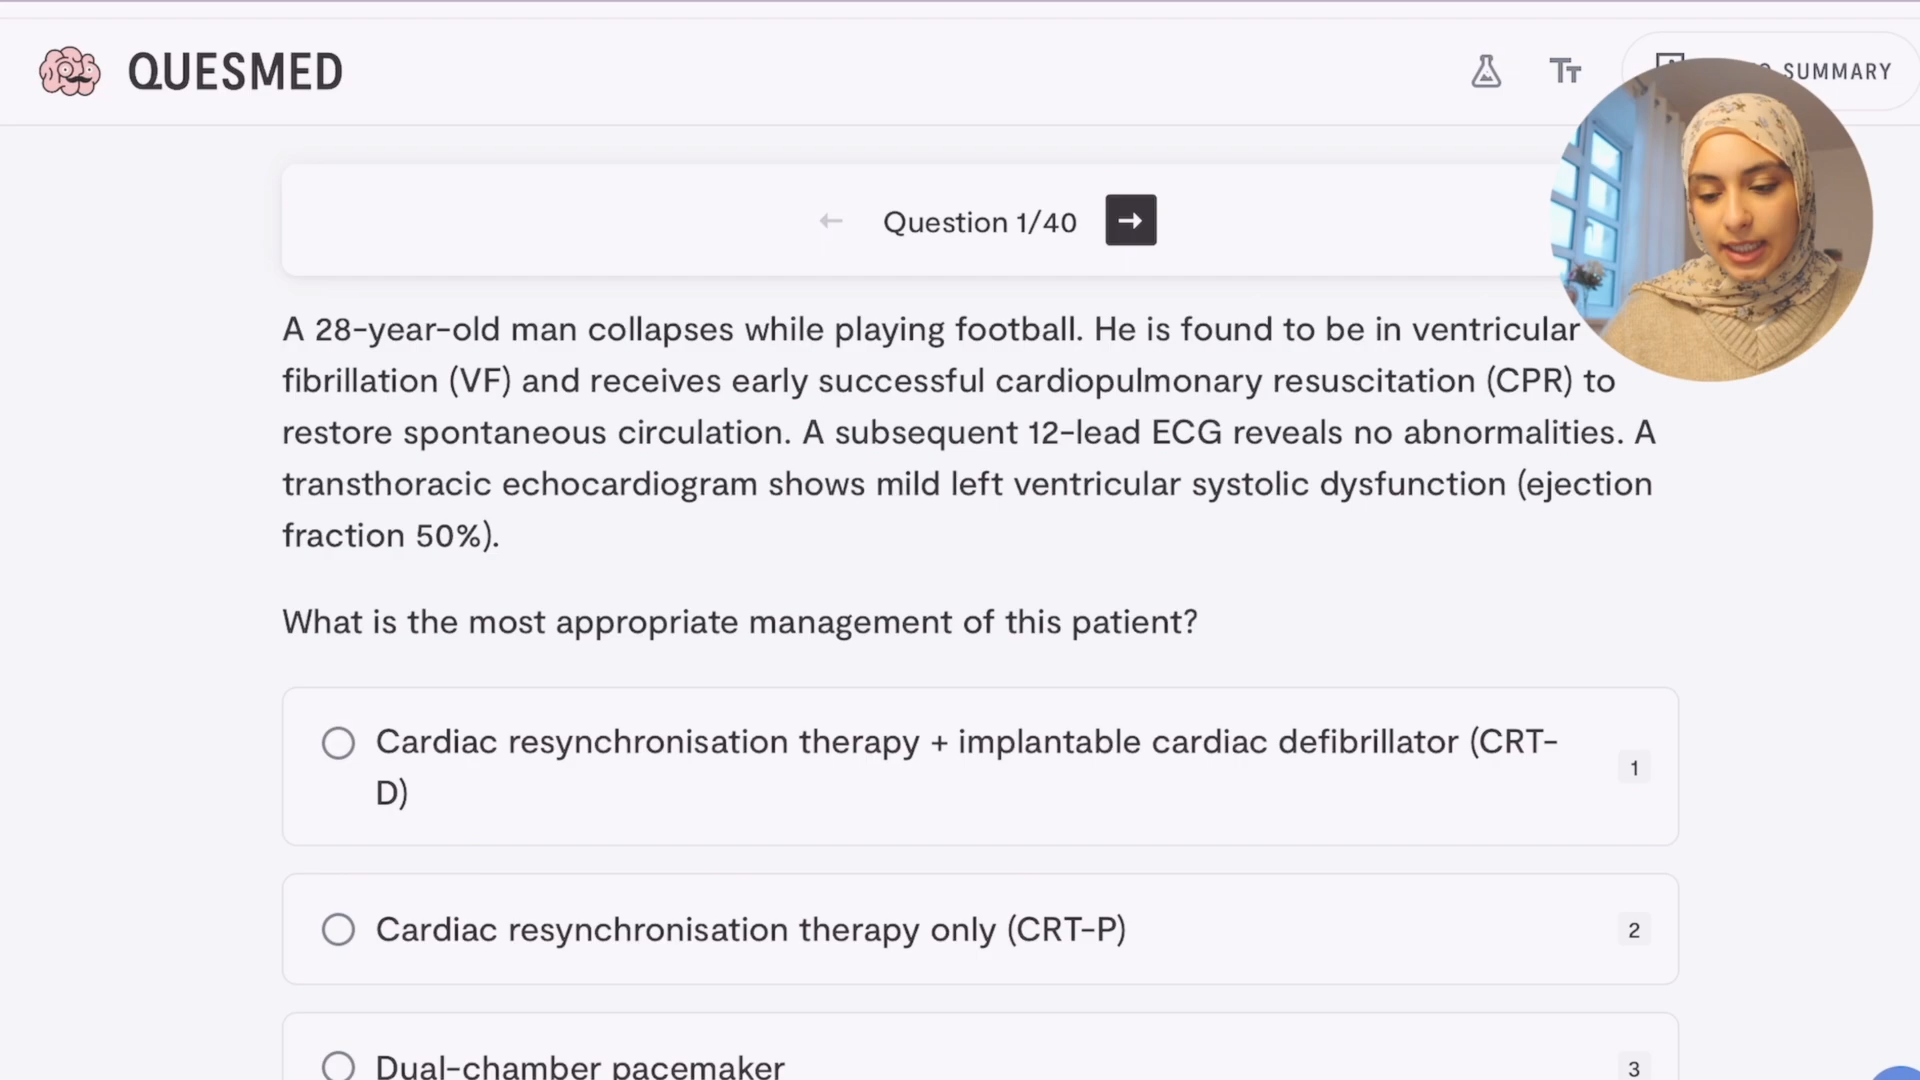 QUESMED
SUMMARY
Question 1/40
A 28-year-old man collapses while playing football. He is found to be in ventricular
fibrillation (VF) and receives early successful cardiopulmonary resuscitation (CPR) to
restore spontaneous circulation. A subsequent 12-lead ECG reveals no abnormalities. A
transthoracic echocardiogram shows mild left ventricular systolic dysfunction (ejection
fraction 50%).
What is the most appropriate management of this patient?
Cardiac resynchronisation therapy + implantable cardiac defibrillator (CRT-
D)
1
Cardiac resynchronisation therapy only (CRT-P)
2
Dual-chamber pacemaker
3